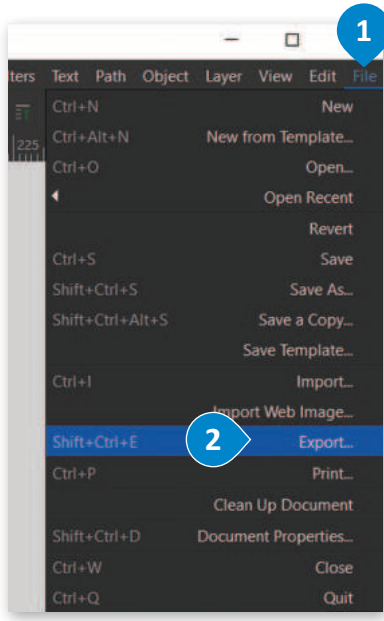 1
File Edit View Layer Object Path Text lters
225
New Ctrl+N
New from Template... Ctrl+Alt+N
Open... Ctrl+O
Open Recent
Revert
Save Ctrl+S
Save As... Shift+Ctrl+S
Save a Copy... Shift+Ctrl+Alt+S
Save Template...
Import... Ctrl+I
Import Web Image...
2
Export... Shift+Ctrl+E
Print... Ctrl+P
Clean Up Document
Document Properties... Shift+Ctrl+D
Close Ctrl+W
Quit Ctrl+Q